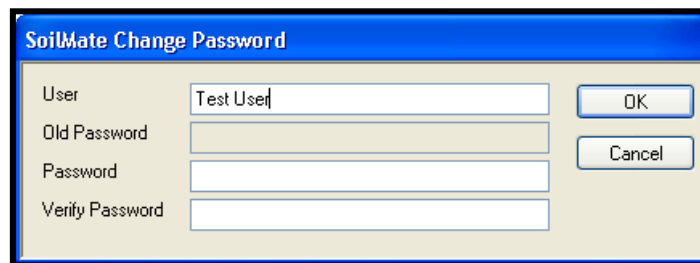 SoilMate Change Password
User
Test User
OK
Old Password
Cancel
Password
Verify Password